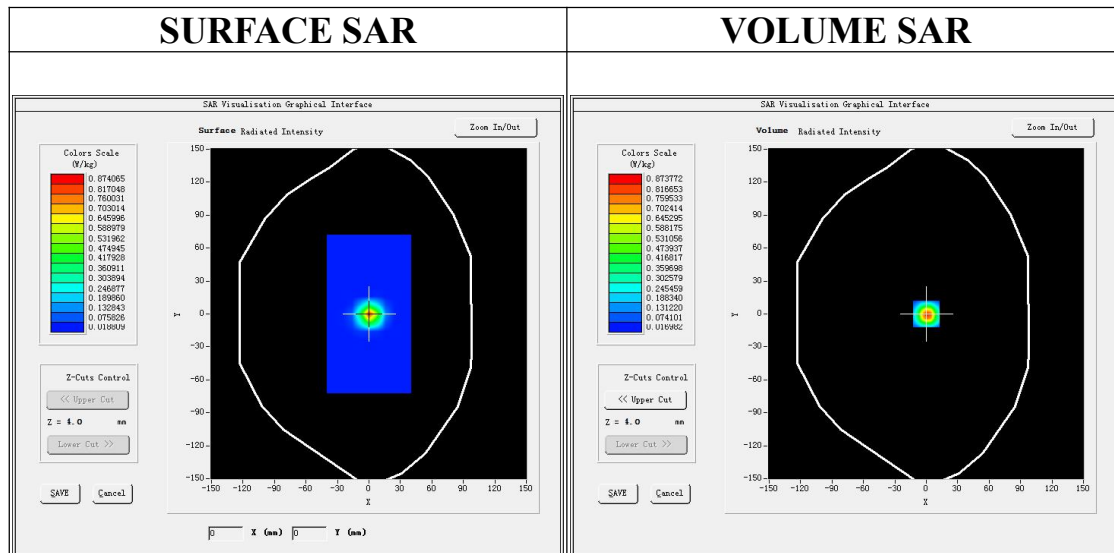 SURFACE SAR
VOLUME SAR
SAR Visualisation Graphical Interface
Surface Radiated Intensity
Zoom In/Out
Colors Scale
(W/kg)
0.874065
0.817048
0.760031
0.703014
0.645996
0.588979
0.531962
0.474945
0.417928
0.360911
0.303894
0.246877
0.189860
0.132843
0.075826
0.018809
150
120
90
60
30
0
-30
-60
-90
-120
-150
Y
-150 -120 -90 -60 -30 0 30 60 90 120 150
X
Z-Cuts Control
<< Upper Cut
Z = 4.0 mm
Lower Cut >>
SAVE Cancel
0 X (mm) 0 Y (mm)
SAR Visualisation Graphical Interface
Volume Radiated Intensity
Zoom In/Out
Colors Scale
(W/kg)
0.873772
0.816653
0.759533
0.702414
0.645295
0.588175
0.531056
0.473937
0.416817
0.359698
0.302579
0.245459
0.188340
0.131220
0.074101
0.016982
150
120
90
60
30
0
-30
-60
-90
-120
-150
Y
-150 -120 -90 -60 -30 0 30 60 90 120 150
X
Z-Cuts Control
<< Upper Cut
Z = 4.0 mm
Lower Cut >>
SAVE Cancel